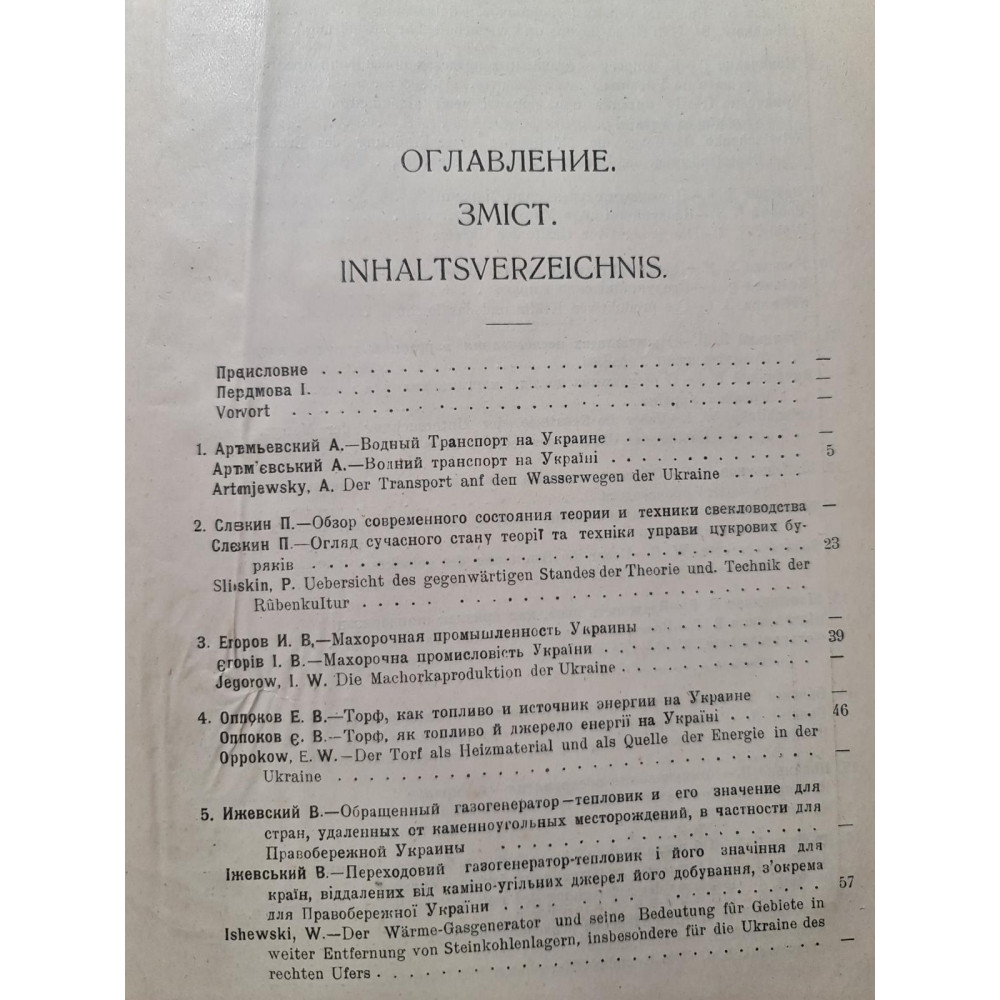 ОГЛАВЛЕНИЕ.
ЗМІСТ.
INHALTSVERZEICHNIS.
Предисловие —
Передмова І. —
Vorvort —
1. Артемьевский А.—Водный Транспорт на Украине —
Артем'євський А.—Водний транспорт на Україні 5
Artemjewsky, A. Der Transport auf den Wasserwegen der Ukraine
2. Слезкин П.—Обзор современного состояния теории и техники свекловодства —
Слезкин П.—Огляд сучасного стану теорії та техніки управи цукрових бу-
ряків 23
Sliskin, P. Uebersicht des gegenwärtigen Standes der Theorie und. Technik der
Rûbenkultur
3. Егоров И. В,—Махорочная промышленность Украины —
Єгорів І. В.—Махорочна промисловість України 39
Jegorow, I. W. Die Machorkaproduktion der Ukraine —
4. Оппоков Е. В.—Торф, как топливо и источник энергии на Украине —
Оппоков Є. В.—Торф, як топливо й джерело енергії на Україні 46
Oppokow, E. W.—Der Torf als Heizmaterial und als Quelle der Energie in der
Ukraine —
5. Ижевский В.—Обращенный газогенератор—тепловик и его значение для
стран, удаленных от каменноугольных месторождений, в частности для
Правобережной Украины —
Іжевський В.—Переходовий газогенератор-тепловик і його значіння для
країн, віддалених від каміно-угільних джерел його добування, з'окрема
для Правобережної України 57
Ishewski, W.—Der Wärme-Gasgenerator und seine Bedeutung für Gebiete in
weiter Entfernung von Steinkohlenlagern, insbesondere für die Ukraine des
rechten Ufers —